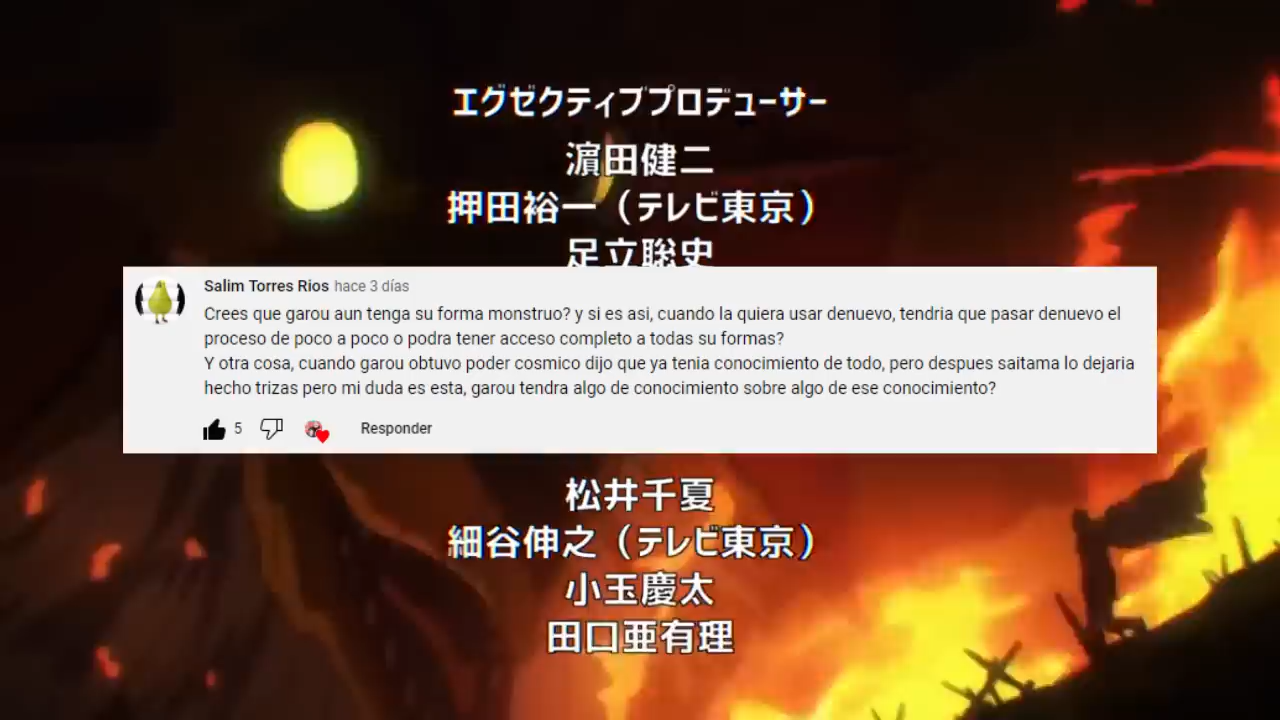 エグゼクティブプロデューサー
濵田健二
押田裕一（テレビ東京）
足立聡史
Salim Torres Rios hace 3 días
Crees que garou aun tenga su forma monstruo? y si es asi, cuando la quiera usar denuevo, tendria que pasar denuevo el
proceso de poco a poco o podra tener acceso completo a todas su formas?
Y otra cosa, cuando garou obtuvo poder cosmico dijo que ya tenia conocimiento de todo, pero despues saitama lo dejaria
hecho trizas pero mi duda es esta, garou tendra algo de conocimiento sobre algo de ese conocimiento?
5 Responder
松井千夏
細谷伸之（テレビ東京）
小玉慶太
田口亜有理